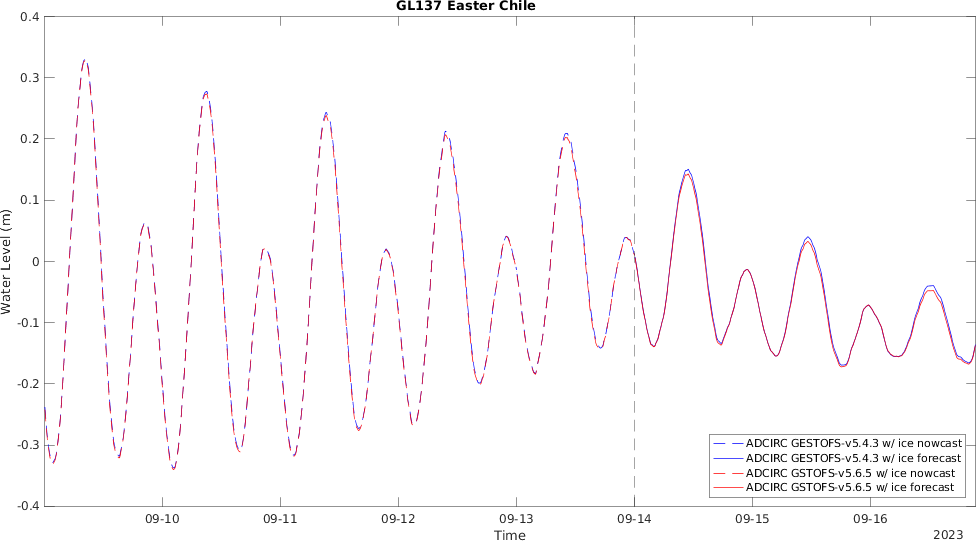 GL137 Easter Chile
0.4
0.3
0.2
0.1
0
-0.1
-0.2
-0.3
-0.4
Water Level (m)
ADCIRC GESTOFS-v5.4.3 w/ ice nowcast
ADCIRC GESTOFS-v5.4.3 w/ ice forecast
ADCIRC GSTOFS-v5.6.5 w/ ice nowcast
ADCIRC GSTOFS-v5.6.5 w/ ice forecast
09-10 09-11 09-12 09-13 09-14 09-15 09-16
Time
2023